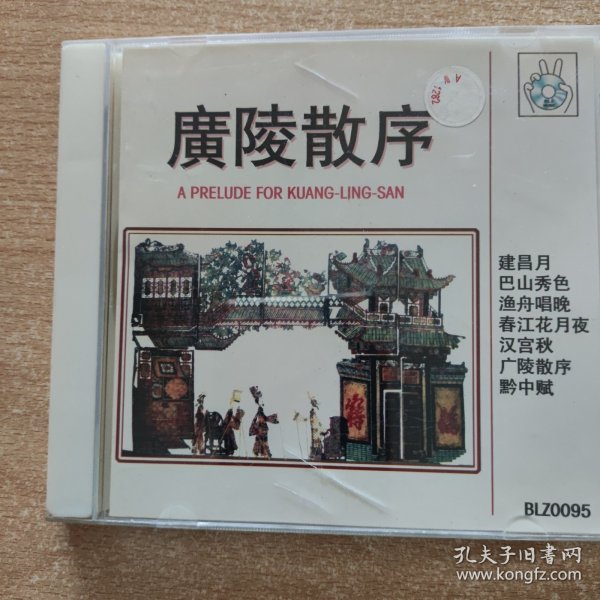 廣陵散序
A PRELUDE FOR KUANG-LING-SAN
建昌月
巴山秀色
渔舟唱晚
春江花月夜
汉宫秋
广陵散序
黔中赋
BLZ0095
孔夫子旧书网
www.kongfz.com